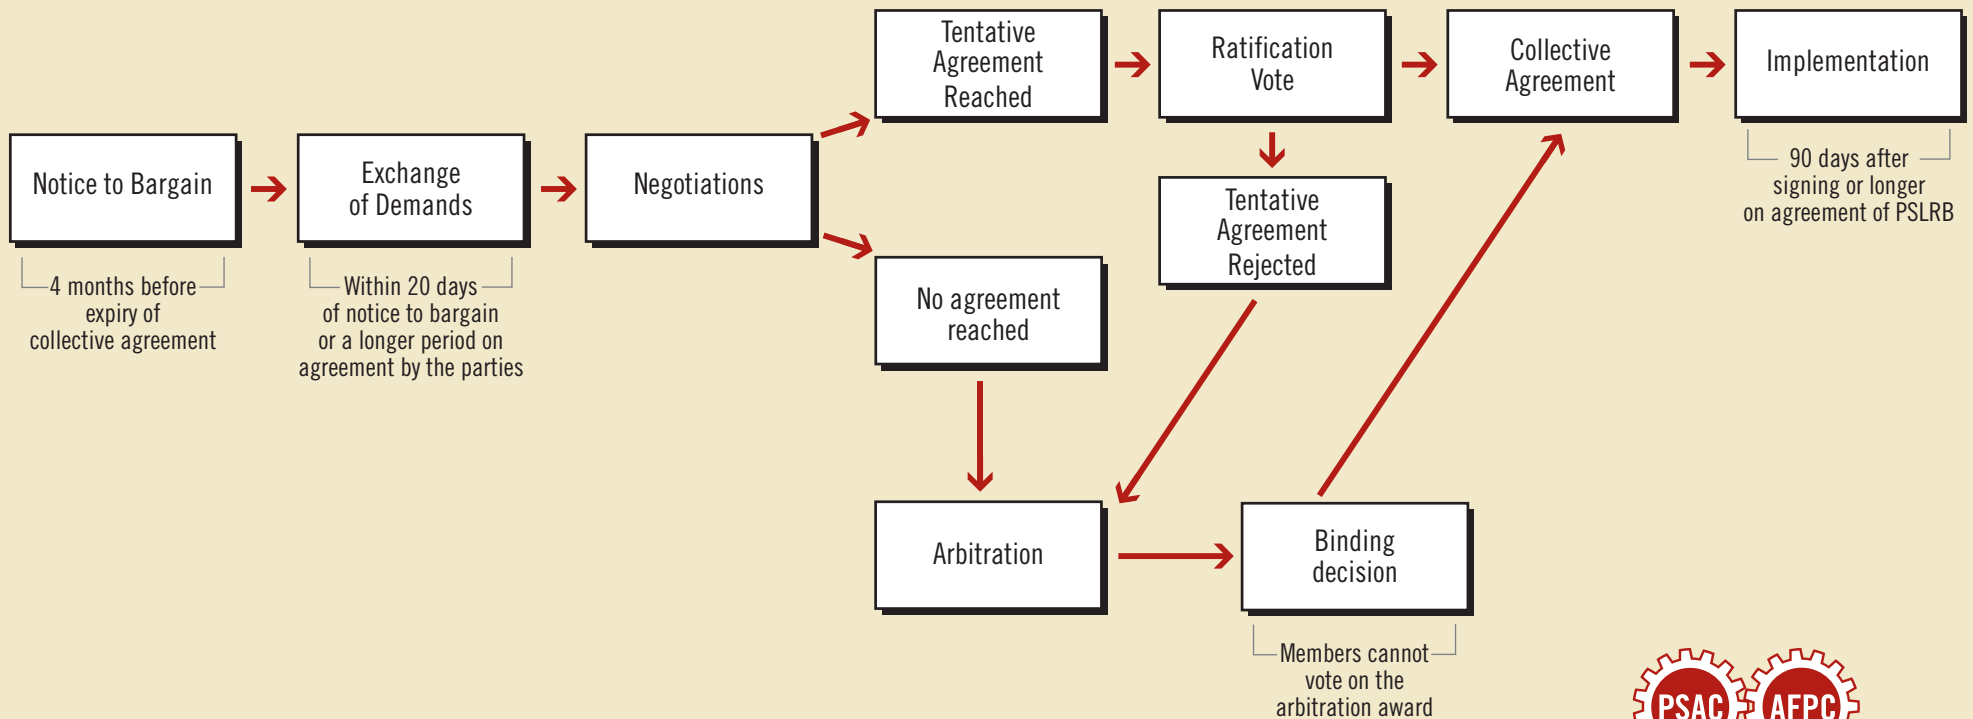 Notice to Bargain
4 months before
expiry of
collective agreement
Exchange
of Demands
Within 20 days
of notice to bargain
or a longer period on
agreement by the parties
Negotiations
Tentative
Agreement
Reached
Ratification
Vote
Collective
Agreement
Implementation
90 days after
signing or longer
on agreement of PSLRB
Tentative
Agreement
Rejected
No agreement
reached
Arbitration
Binding
decision
Members cannot
vote on the
arbitration award
PSAC
AFPC